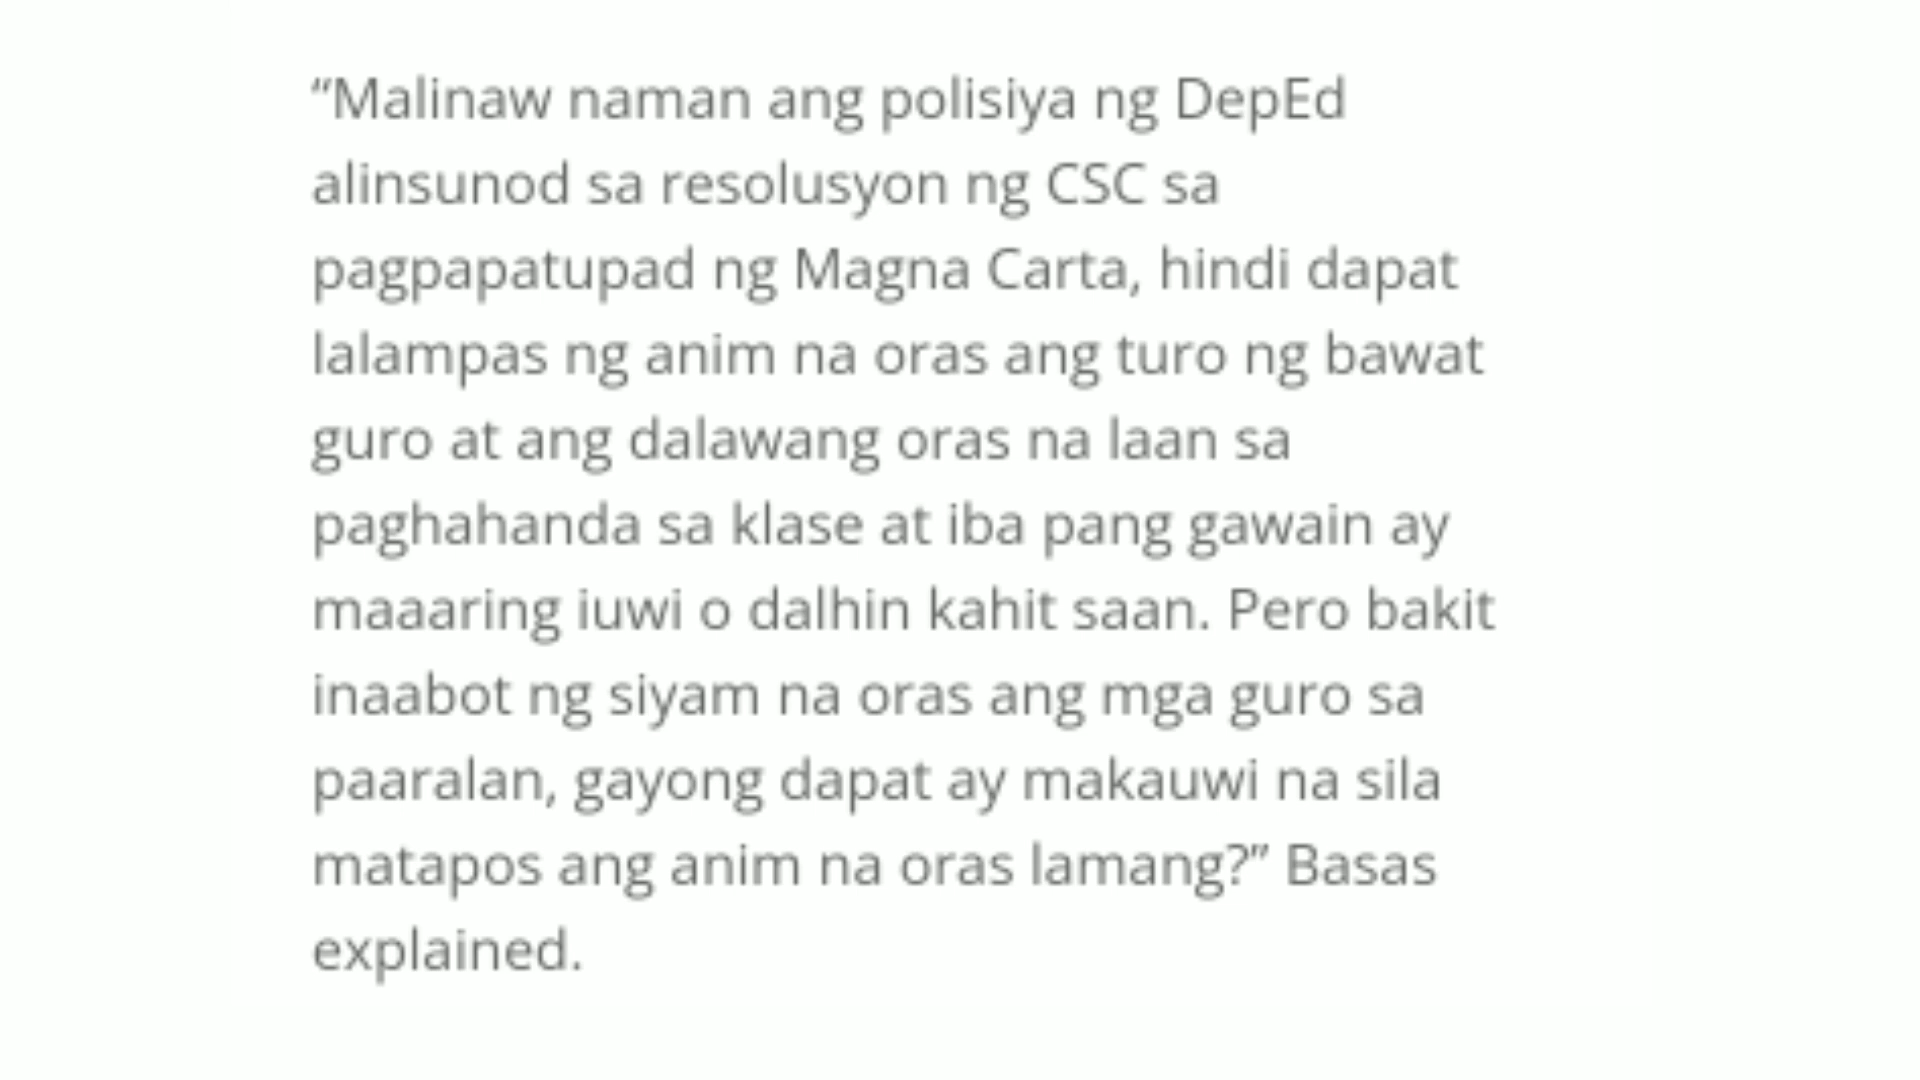 “Malinaw naman ang polisiya ng DepEd
alinsunod sa resolusyon ng CSC sa
pagpapatupad ng Magna Carta, hindi dapat
lalampas ng anim na oras ang turo ng bawat
guro at ang dalawang oras na laan sa
paghahanda sa klase at iba pang gawain ay
maaaring iuwi o dalhin kahit saan. Pero bakit
inaabot ng siyam na oras ang mga guro sa
paaralan, gayong dapat ay makauwi na sila
matapos ang anim na oras lamang?” Basas
explained.